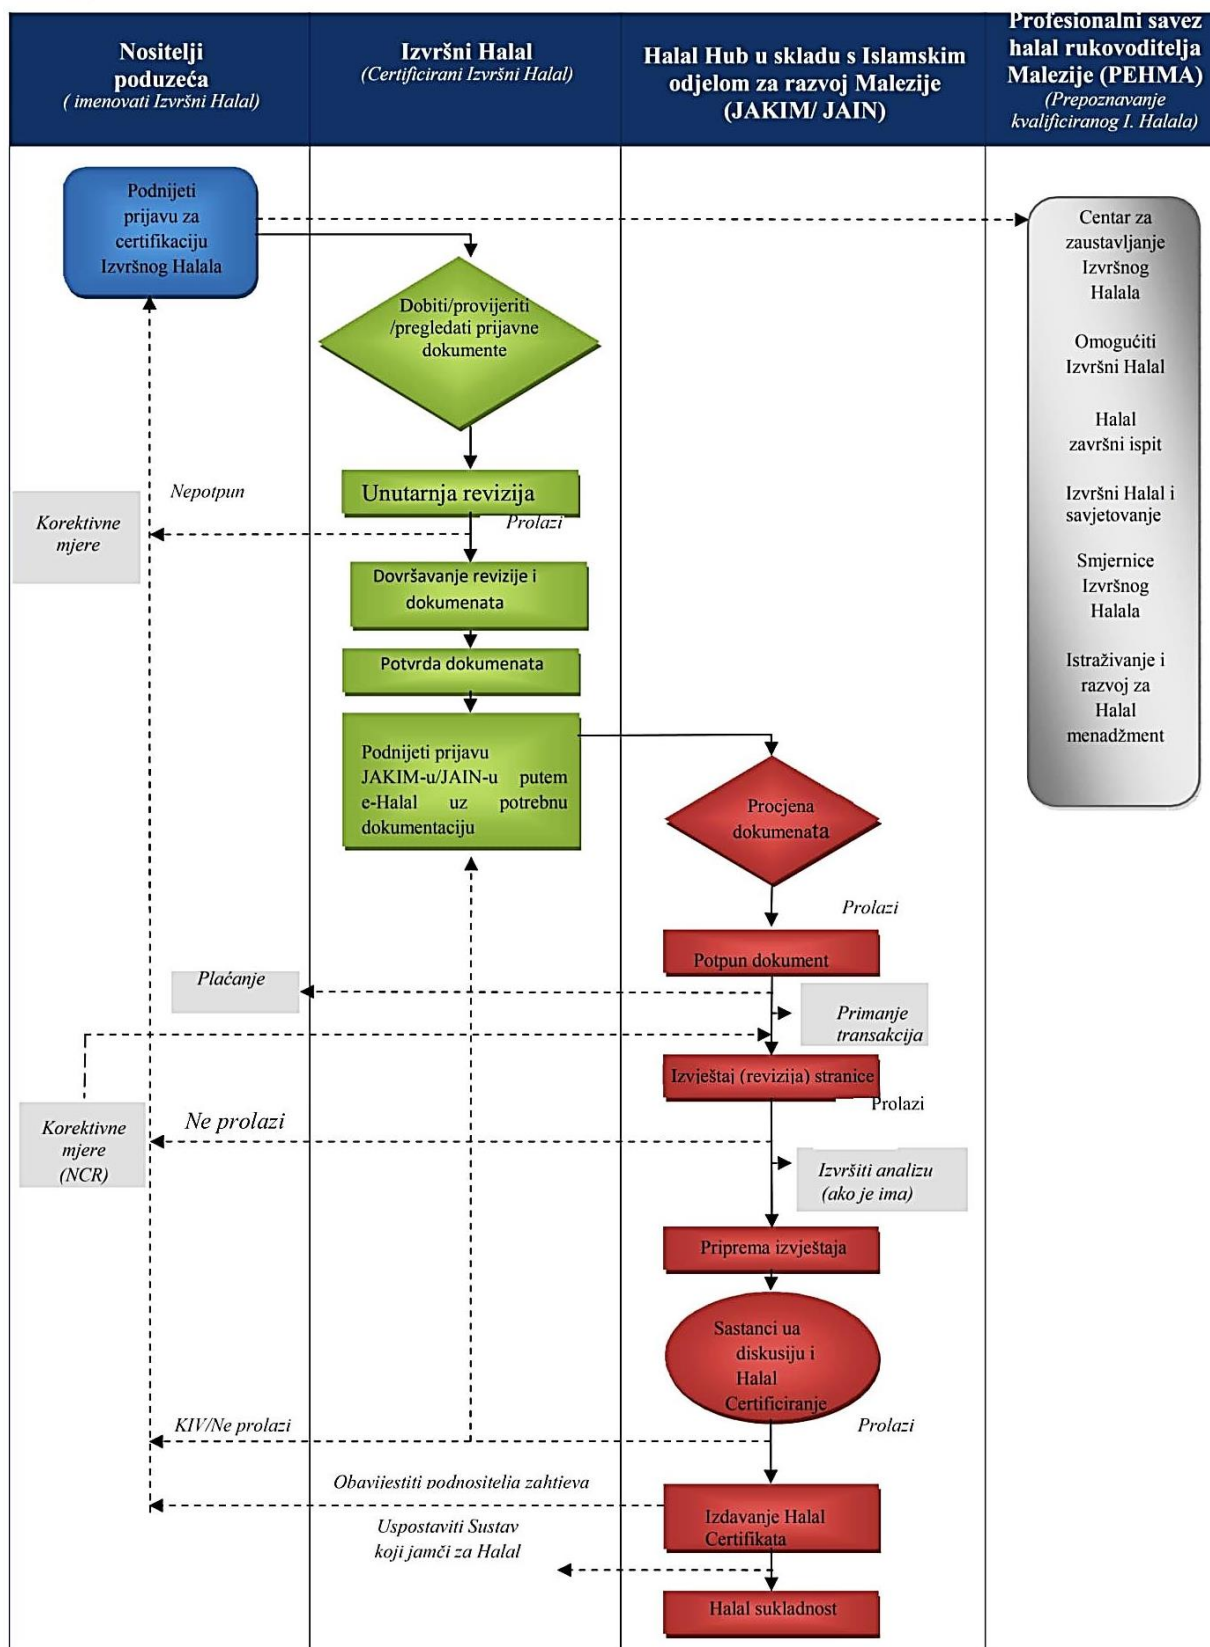 Nositelji
poduzeća
( imenovati Izvršni Halal)
Izvršni Halal
(Certificirani Izvršni Halal)
Halal Hub u skladu s Islamskim
odjelom za razvoj Malezije
(JAKIM/ JAIN)
Profesionalni savez
halal rukovoditelja
Malezije (PEHMA)
(Prepoznavanje
kvalificiranog I. Halala)
Podnijeti
prijavu za
certifikaciju
Izvršnog Halala
Dobiti/provijeriti
/pregledati prijavne
dokumente
Unutarnja revizija
Nepotpun
Prolazi
Korektivne
mjere
Dovršavanje revizije i
dokumenata
Potvrda dokumenata
Podnijeti prijavu
JAKIM-u/JAIN-u putem
e-Halal uz potrebnu
dokumentaciju
Procjena
dokumenata
Prolazi
Potpun dokument
Plaćanje
Primanje
transakcija
Izvještaj (revizija) stranice
Prolazi
Ne prolazi
Korektivne
mjere
(NCR)
Izvršiti analizu
(ako je ima)
Priprema izvještaja
Sastanci ua
diskusiju i
Halal
Certificiranje
Prolazi
KIV/Ne prolazi
Obavijestiti podnositelja zahtjeva
Izdavanje Halal
Certifikata
Uspostaviti Sustav
koji jamči za Halal
Halal sukladnost
Centar za
zaustavljanje
Izvršnog
Halala
Omogućiti
Izvršni Halal
Halal
završni ispit
Izvršni Halal i
savjetovanje
Smjernice
Izvršnog
Halala
Istraživanje i
razvoj za
Halal
menadžment